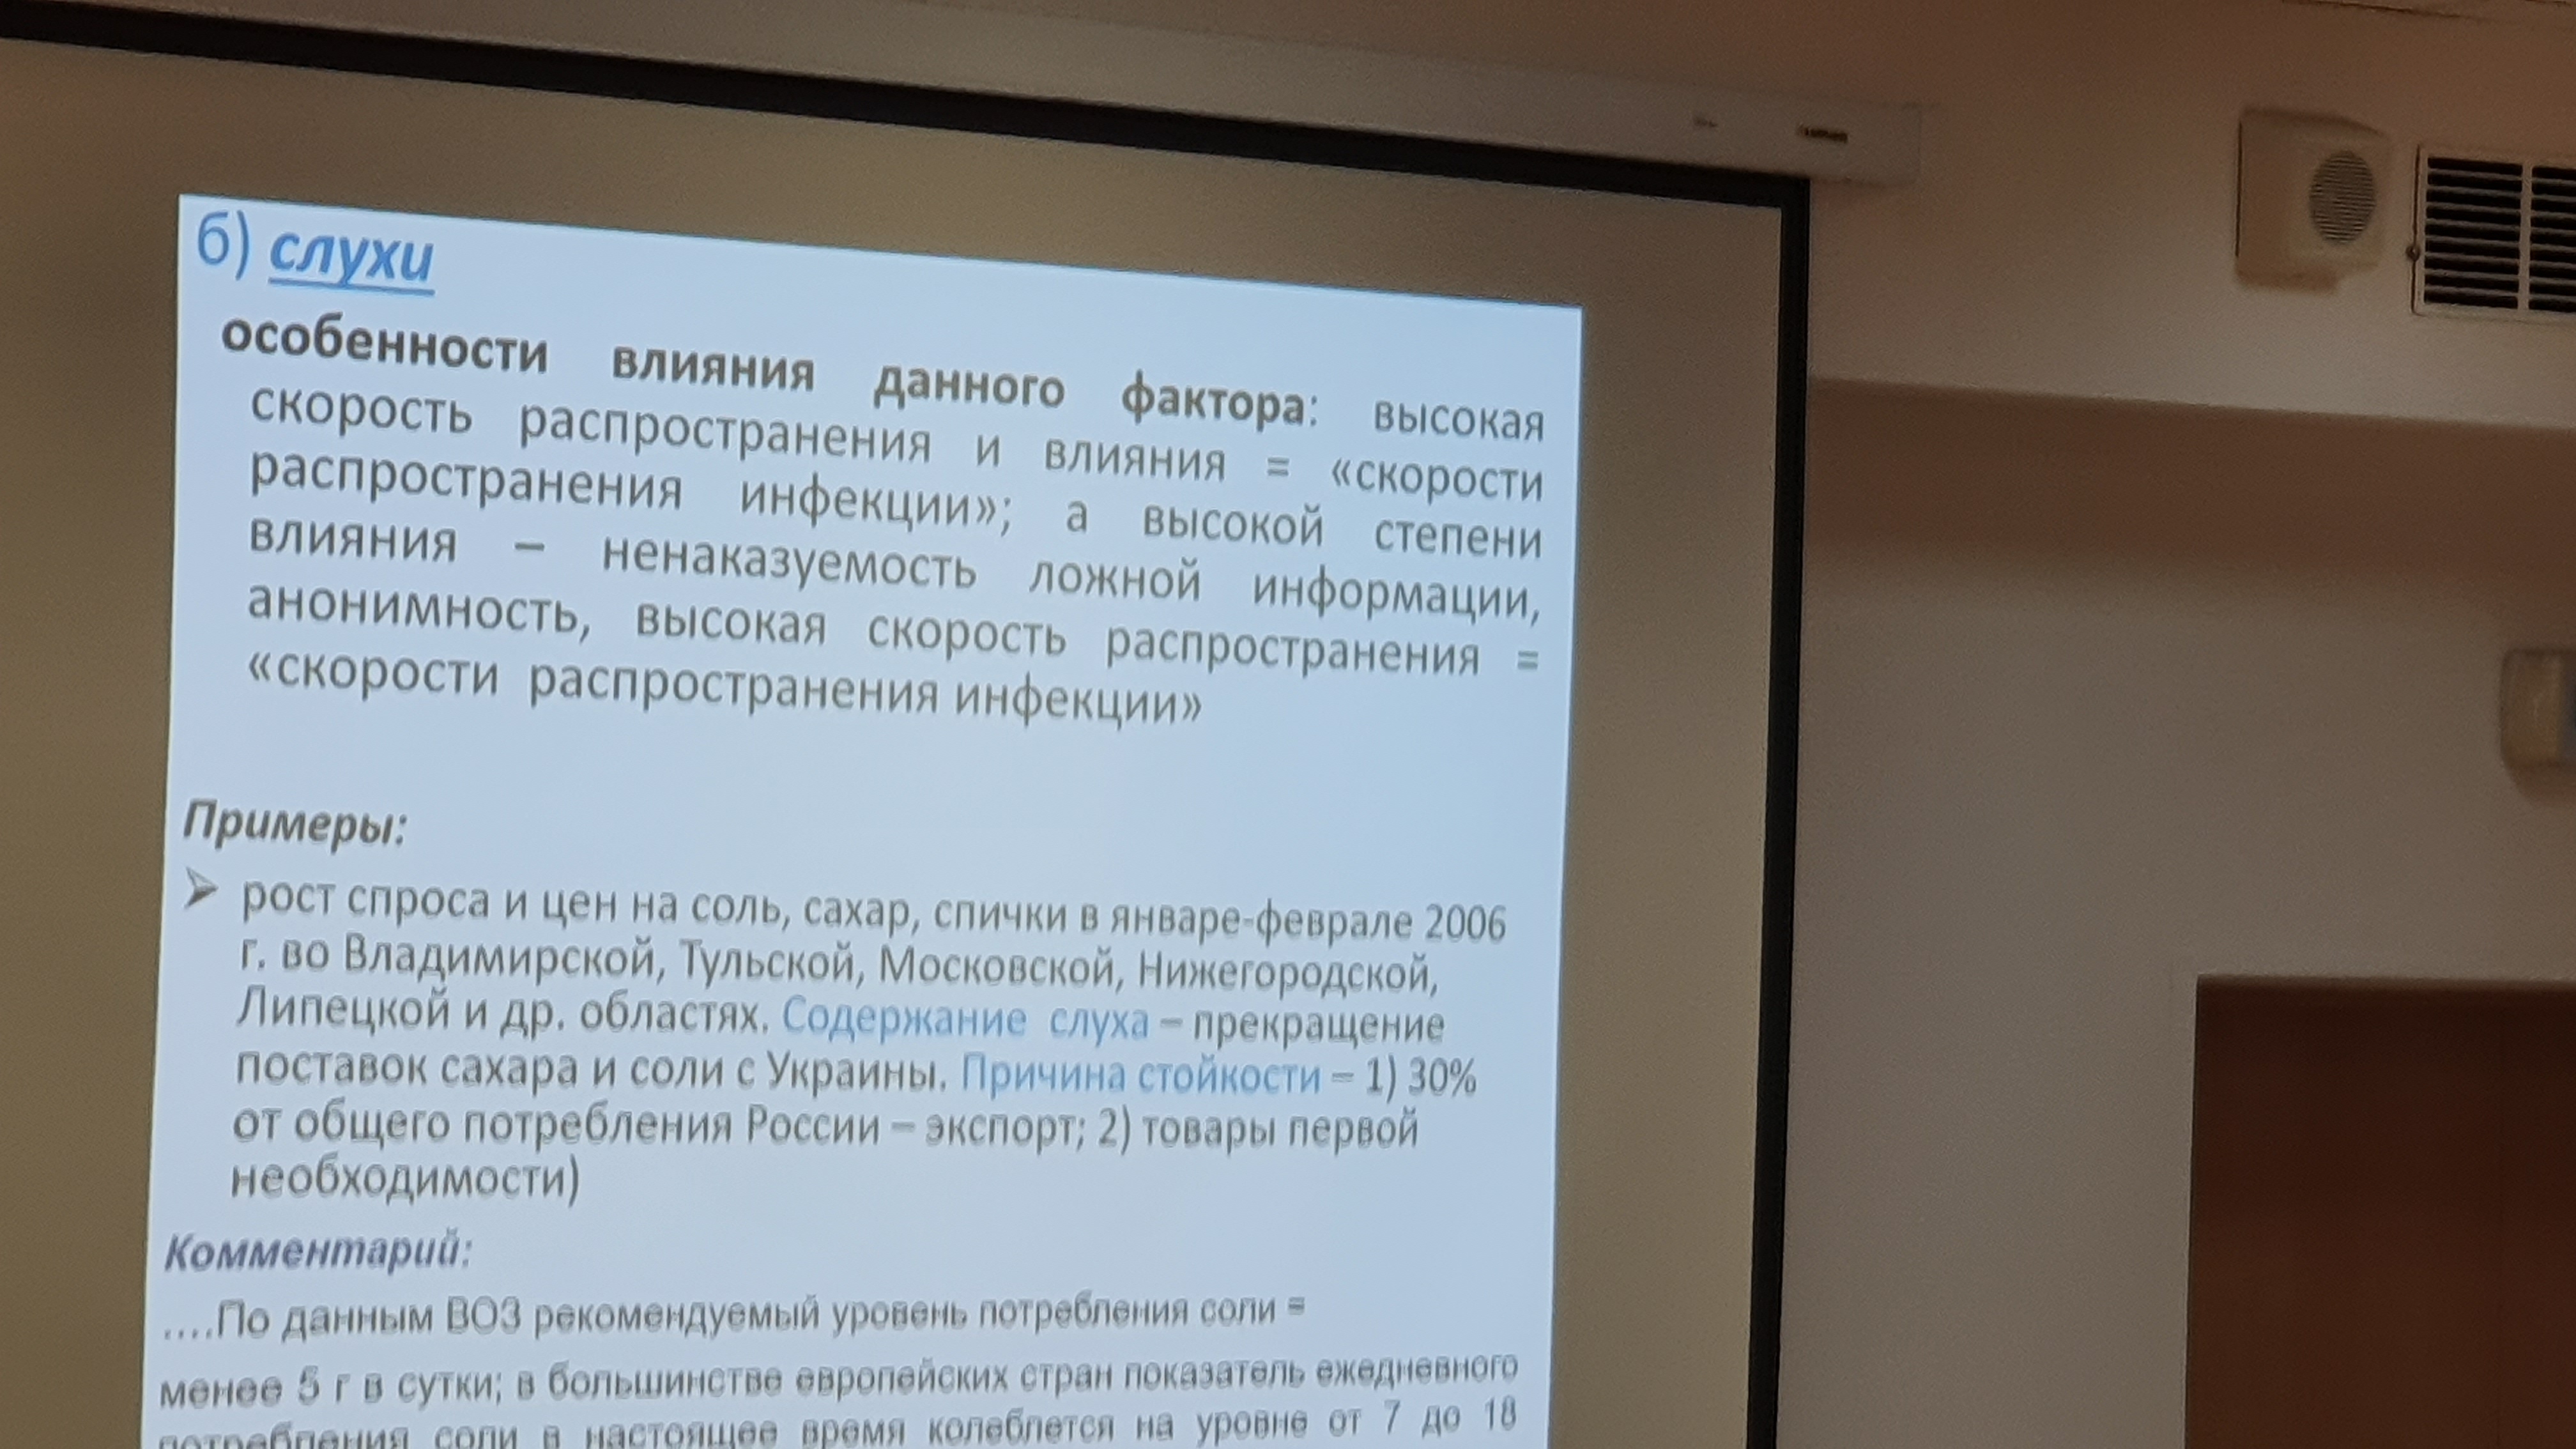 б) слухи
особенности влияния данного фактора: высокая
скорость распространения и влияния = «скорости
распространения инфекции»; а высокой степени
влияния – ненаказуемость ложной информации,
анонимность, высокая скорость распространения =
«скорости распространения инфекции»
Примеры:
➢ рост спроса и цен на соль, сахар, спички в январе-феврале 2006
г. во Владимирской, Тульской, Московской, Нижегородской,
Липецкой и др. областях. Содержание слуха – прекращение
поставок сахара и соли с Украины. Причина стойкости – 1) 30%
от общего потребления России – экспорт; 2) товары первой
необходимости)
Комментарий:
....По данным ВОЗ рекомендуемый уровень потребления соли =
менее 5 г в сутки; в большинстве европейских стран показатель ежедневного
потребления соли в настоящее время колеблется на уровне от 7 до 18